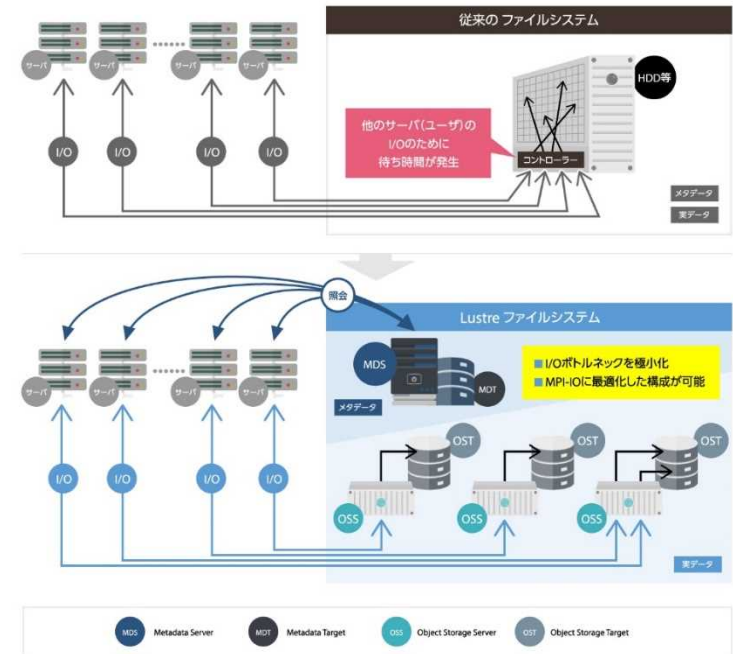 従来の ファイルシステム
サーバ サーバ サーバ サーバ
HDD等
他のサーバ(ユーザ)の
I/Oのために
待ち時間が発生
コントローラー
I/O I/O I/O I/O
メタデータ
実データ
照会
Lustre ファイルシステム
MDS
MDT
■I/Oボトルネックを極小化
■MPI-IOに最適化した構成が可能
サーバ サーバ サーバ サーバ
メタデータ
OST OST OST
I/O I/O I/O I/O
OSS OSS OSS
実データ
MDS Metadata Server MDT Metadata Target OSS Object Storage Server OST Object Storage Target